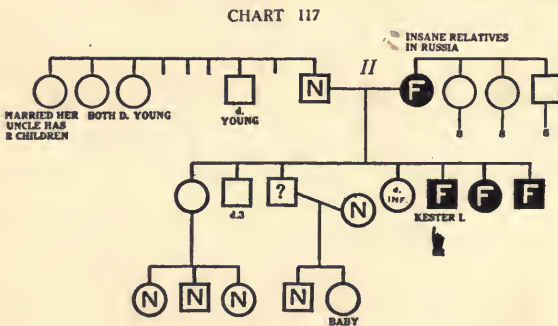 CHART 117
INSANE RELATIVES
IN RUSSIA
II
N
F
MARRIED HER
UNCLE HAS
2 CHILDREN
BOTH D. YOUNG
d.
YOUNG
8
8
6
?
N
d.
INF.
F
F
F
d.3
KESTER L
N
N
N
N
BABY